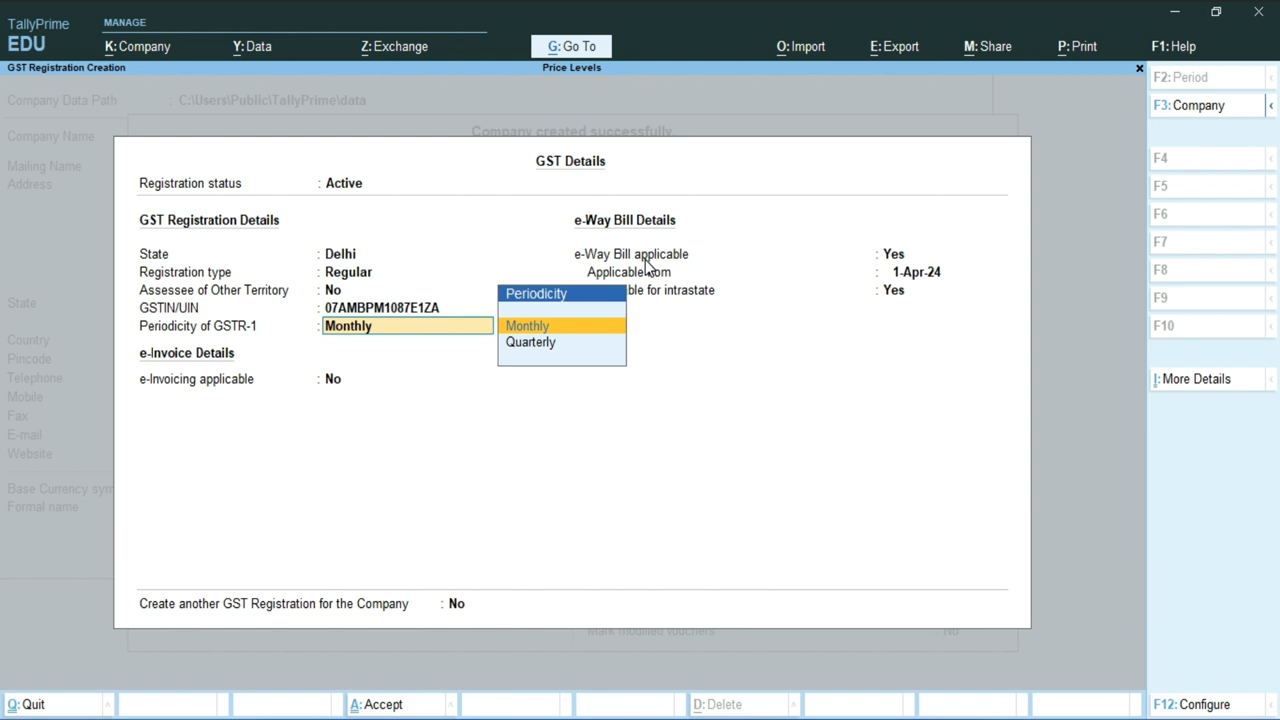 TallyPrime
EDU
MANAGE
K: Company
Y: Data
Z: Exchange
G: Go To
O: Import
E: Export
M: Share
P: Print
F1: Help
GST Registration Creation
Price Levels
Company Data Path : C:\Users\Public\TallyPrime\data
Company created successfully.
Company Name
Mailing Name
Address
State
Country
Pincode
Telephone
Mobile
Fax
E-mail
Website
Base Currency sym
Formal name
GST Details
Registration status : Active
GST Registration Details
State : Delhi
Registration type : Regular
Assessee of Other Territory : No
GSTIN/UIN : 07AMBPM1087E1ZA
Periodicity of GSTR-1 : Monthly
e-Invoice Details
e-Invoicing applicable : No
e-Way Bill Details
e-Way Bill applicable : Yes
Applicable om : 1-Apr-24
ble for intrastate : Yes
Periodicity
Monthly
Quarterly
Create another GST Registration for the Company : No
Mark modified vouchers No
F2: Period
F3: Company
F4
F5
F6
F7
F8
F9
F10
I: More Details
Q: Quit
A: Accept
D: Delete
F12: Configure